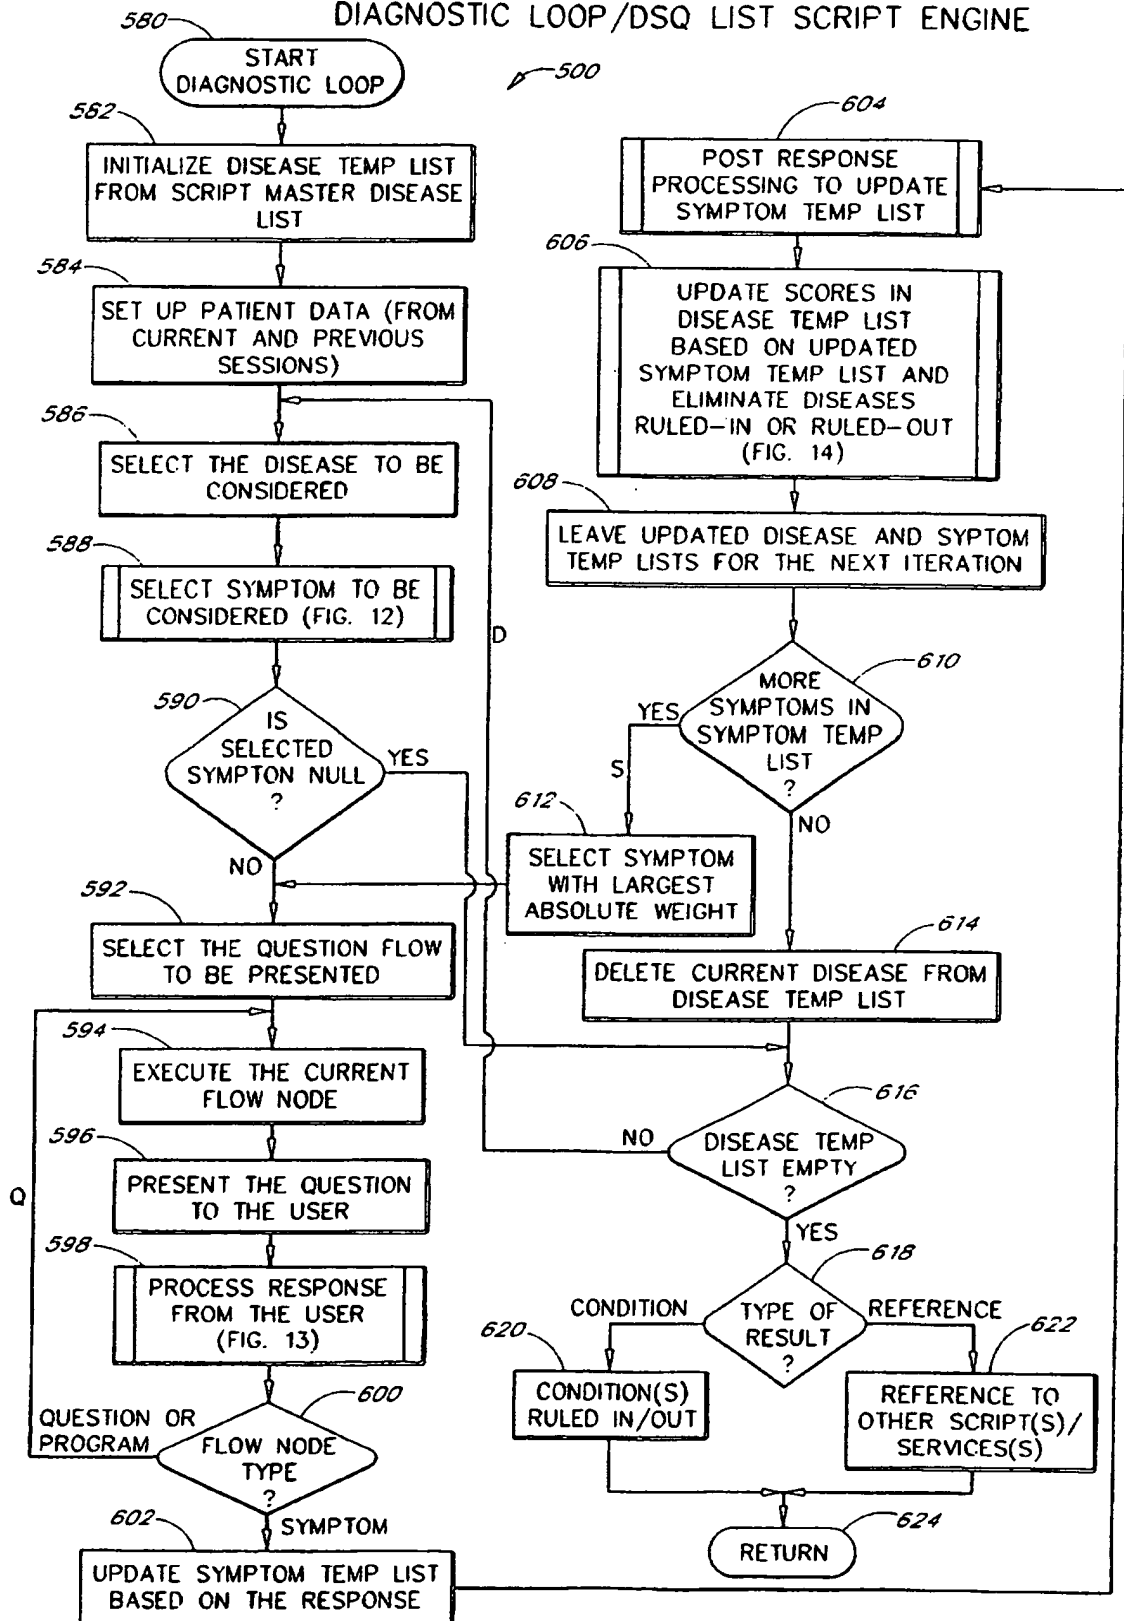 DIAGNOSTIC LOOP/DSQ LIST SCRIPT ENGINE
580
START
DIAGNOSTIC LOOP
500
582
INITIALIZE DISEASE TEMP LIST
FROM SCRIPT MASTER DISEASE
LIST
584
SET UP PATIENT DATA (FROM
CURRENT AND PREVIOUS
SESSIONS)
586
SELECT THE DISEASE TO BE
CONSIDERED
588
SELECT SYMPTOM TO BE
CONSIDERED (FIG. 12)
D
590
IS
SELECTED
SYMPTON NULL
?
YES
NO
592
SELECT THE QUESTION FLOW
TO BE PRESENTED
594
EXECUTE THE CURRENT
FLOW NODE
596
PRESENT THE QUESTION
TO THE USER
Q
598
PROCESS RESPONSE
FROM THE USER
(FIG. 13)
600
QUESTION OR
PROGRAM
FLOW NODE
TYPE
?
SYMPTOM
602
UPDATE SYMPTOM TEMP LIST
BASED ON THE RESPONSE
604
POST RESPONSE
PROCESSING TO UPDATE
SYMPTOM TEMP LIST
606
UPDATE SCORES IN
DISEASE TEMP LIST
BASED ON UPDATED
SYMPTOM TEMP LIST AND
ELIMINATE DISEASES
RULED-IN OR RULED-OUT
(FIG. 14)
608
LEAVE UPDATED DISEASE AND SYPTOM
TEMP LISTS FOR THE NEXT ITERATION
610
MORE
SYMPTOMS IN
SYMPTOM TEMP
LIST
?
YES
S
NO
612
SELECT SYMPTOM
WITH LARGEST
ABSOLUTE WEIGHT
614
DELETE CURRENT DISEASE FROM
DISEASE TEMP LIST
616
NO
DISEASE TEMP
LIST EMPTY
?
YES
618
CONDITION
TYPE OF
RESULT
?
REFERENCE
620
CONDITION(S)
RULED IN/OUT
622
REFERENCE TO
OTHER SCRIPT(S)/
SERVICES(S)
624
RETURN